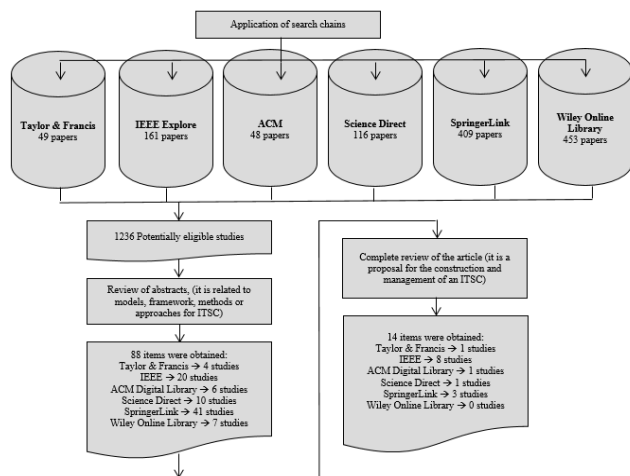 Application of search chains
Taylor & Francis
49 papers
IEEE Explore
161 papers
ACM
48 papers
Science Direct
116 papers
SpringerLink
409 papers
Wiley Online
Library
453 papers
1236 Potentially eligible studies
Review of abstracts, (it is related to
models, framework, methods or
approaches for ITSC)
88 items were obtained:
Taylor & Francis → 4 studies
IEEE → 20 studies
ACM Digital Library → 6 studies
Science Direct → 10 studies
SpringerLink → 41 studies
Wiley Online Library → 7 studies
Complete review of the article (it is a
proposal for the construction and
management of an ITSC)
14 items were obtained:
Taylor & Francis → 1 studies
IEEE → 8 studies
ACM Digital Library → 1 studies
Science Direct → 1 studies
SpringerLink → 3 studies
Wiley Online Library → 0 studies